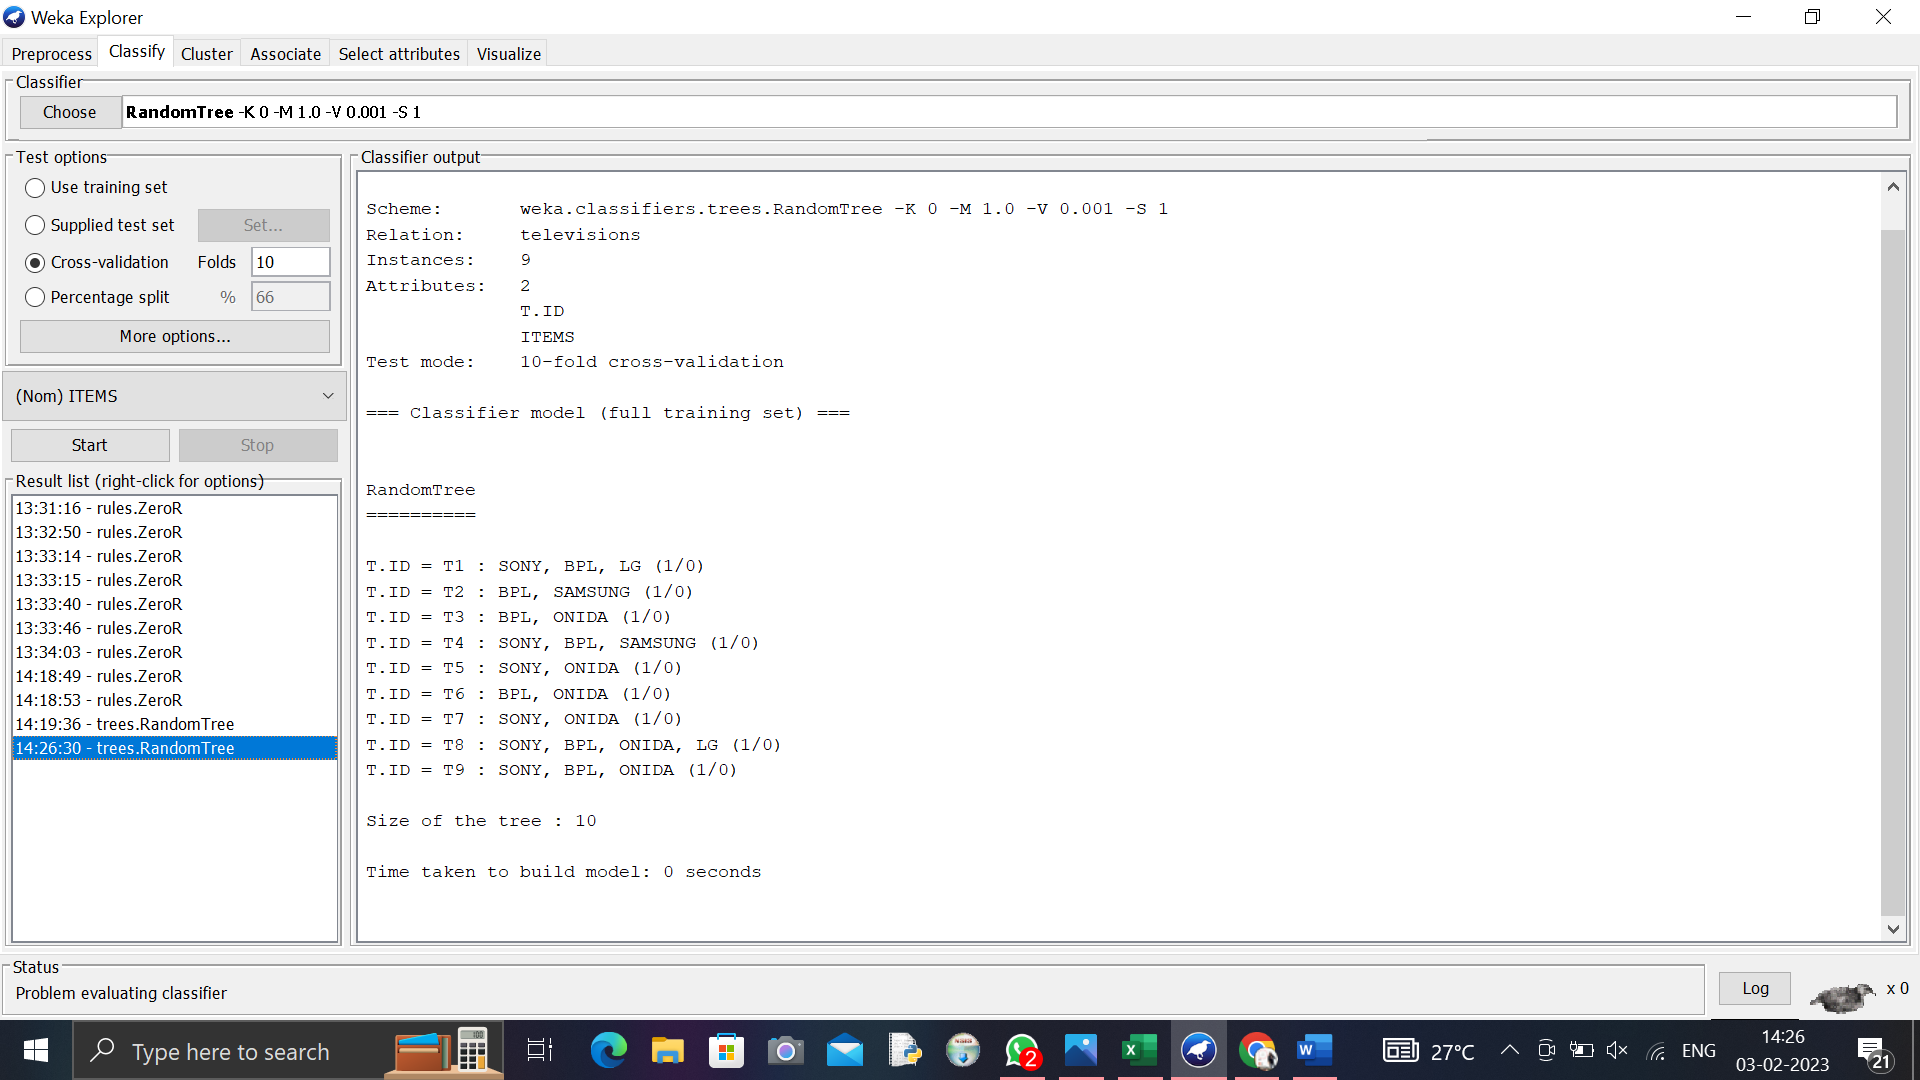 Weka Explorer
Preprocess Classify Cluster Associate Select attributes Visualize
Classifier
Choose RandomTree -K 0 -M 1.0 -V 0.001 -S 1
Test options
Use training set
Supplied test set Set...
Cross-validation Folds 10
Percentage split % 66
More options...
(Nom) ITEMS
Start Stop
Result list (right-click for options)
13:31:16 - rules.ZeroR
13:32:50 - rules.ZeroR
13:33:14 - rules.ZeroR
13:33:15 - rules.ZeroR
13:33:40 - rules.ZeroR
13:33:46 - rules.ZeroR
13:34:03 - rules.ZeroR
14:18:49 - rules.ZeroR
14:18:53 - rules.ZeroR
14:19:36 - trees.RandomTree
14:26:30 - trees.RandomTree
Classifier output
Scheme: weka.classifiers.trees.RandomTree -K 0 -M 1.0 -V 0.001 -S 1
Relation: televisions
Instances: 9
Attributes: 2
T.ID
ITEMS
Test mode: 10-fold cross-validation
=== Classifier model (full training set) ===
RandomTree
==========
T.ID = T1 : SONY, BPL, LG (1/0)
T.ID = T2 : BPL, SAMSUNG (1/0)
T.ID = T3 : BPL, ONIDA (1/0)
T.ID = T4 : SONY, BPL, SAMSUNG (1/0)
T.ID = T5 : SONY, ONIDA (1/0)
T.ID = T6 : BPL, ONIDA (1/0)
T.ID = T7 : SONY, ONIDA (1/0)
T.ID = T8 : SONY, BPL, ONIDA, LG (1/0)
T.ID = T9 : SONY, BPL, ONIDA (1/0)
Size of the tree : 10
Time taken to build model: 0 seconds
Status
Problem evaluating classifier
Log x 0
Type here to search
2
X
W
27°C
ENG
14:26
03-02-2023
21